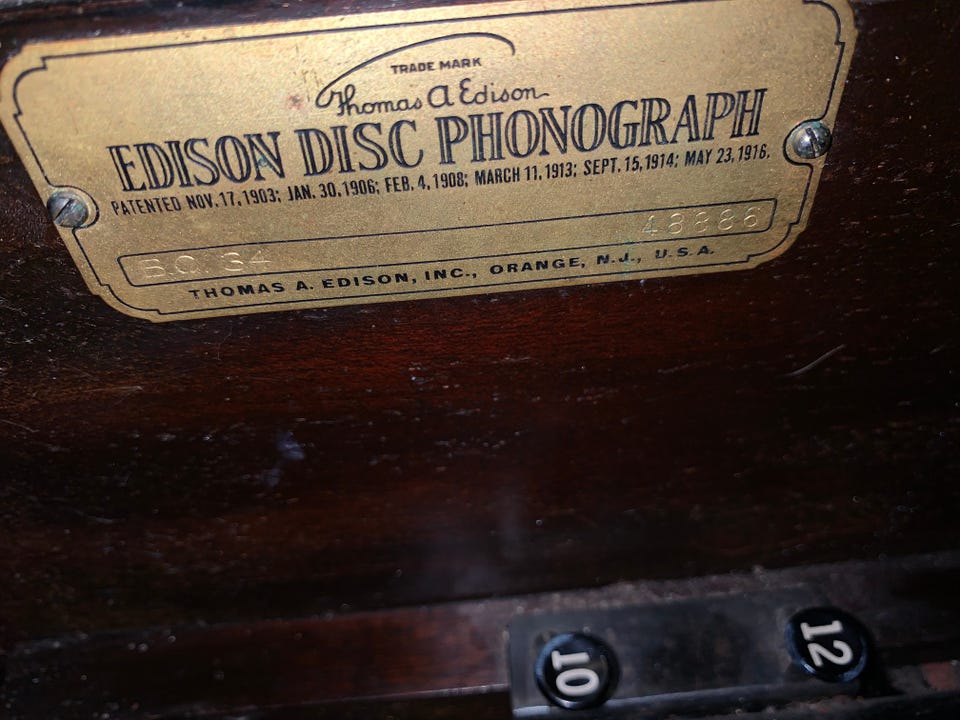 TRADE MARK
Thomas A Edison
EDISON DISC PHONOGRAPH
PATENTED NOV. 17, 1903; JAN. 30, 1906; FEB. 4, 1908; MARCH 11, 1913; SEPT. 15, 1914; MAY 23, 1916.
S.C. 34 48886
THOMAS A. EDISON, INC., ORANGE, N.J., U.S.A.
10 12